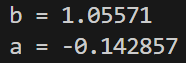 b = 1.05571
a = -0.142857